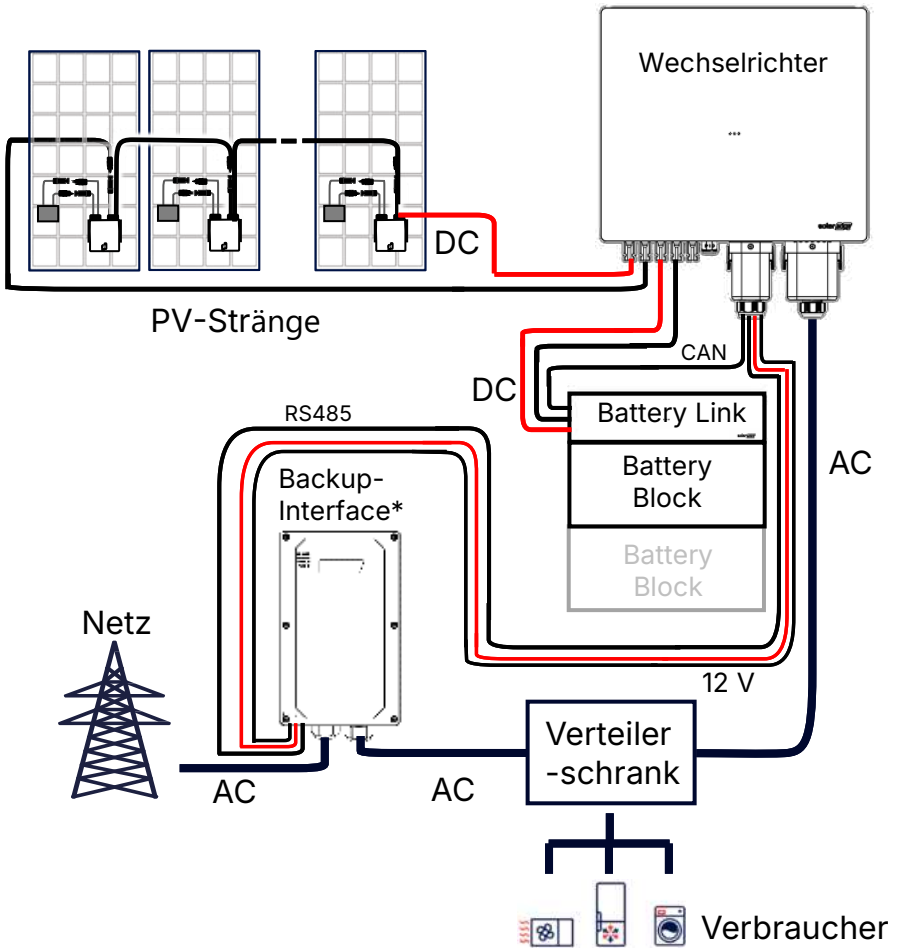 Wechselrichter
solaredge
DC
PV-Stränge
CAN
DC
Battery Link
RS485
Battery
Block
AC
Backup-
Interface*
Battery
Block
Netz
12 V
Verteiler
-schrank
AC
AC
Verbraucher